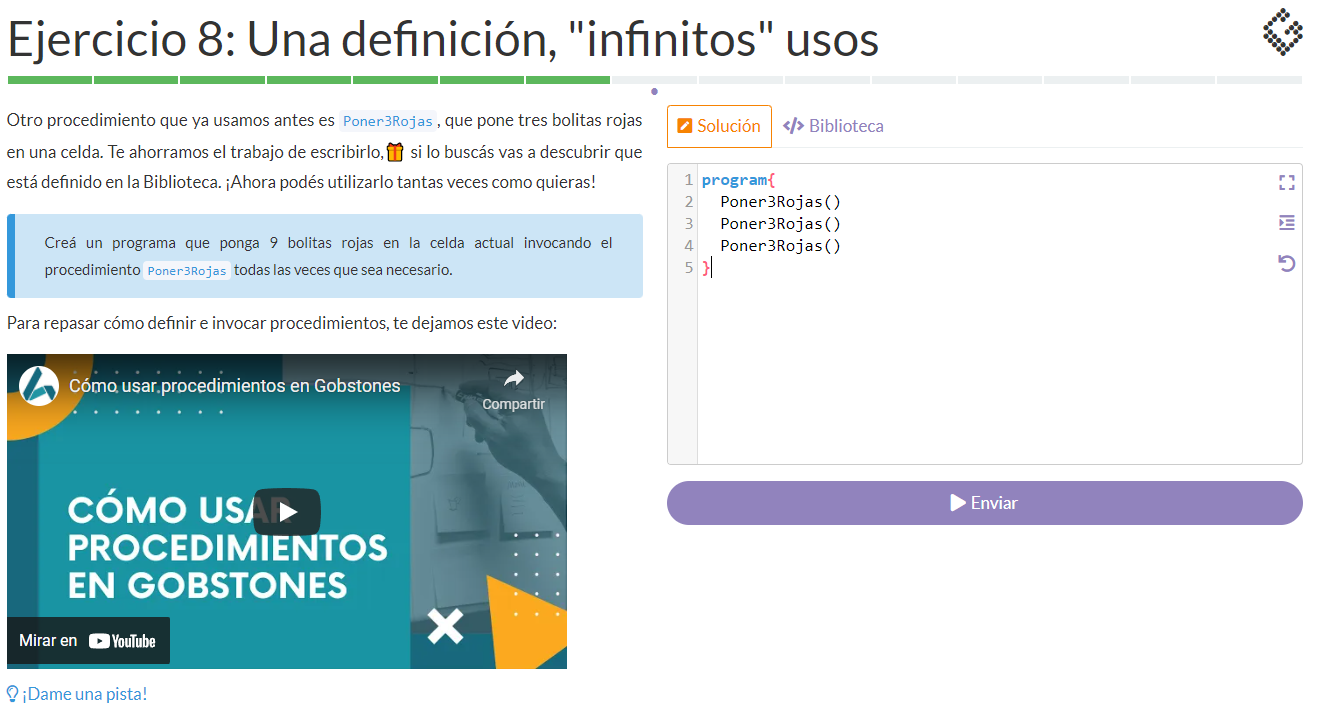 Ejercicio 8: Una definición, "infinitos" usos
Otro procedimiento que ya usamos antes es Poner3Rojas, que pone tres bolitas rojas
en una celda. Te ahorramos el trabajo de escribirlo, si lo buscás vas a descubrir que
está definido en la Biblioteca. ¡Ahora podés utilizarlo tantas veces como quieras!
Creá un programa que ponga 9 bolitas rojas en la celda actual invocando el
procedimiento Poner3Rojas todas las veces que sea necesario.
Para repasar cómo definir e invocar procedimientos, te dejamos este video:
Cómo usar procedimientos en Gobstones
Compartir
CÓMO USAR
PROCEDIMIENTOS
EN GOBSTONES
Mirar en YouTube
¡Dame una pista!
Solución
</> Biblioteca
1 program{
2 Poner3Rojas()
3 Poner3Rojas()
4 Poner3Rojas()
5 }
Enviar